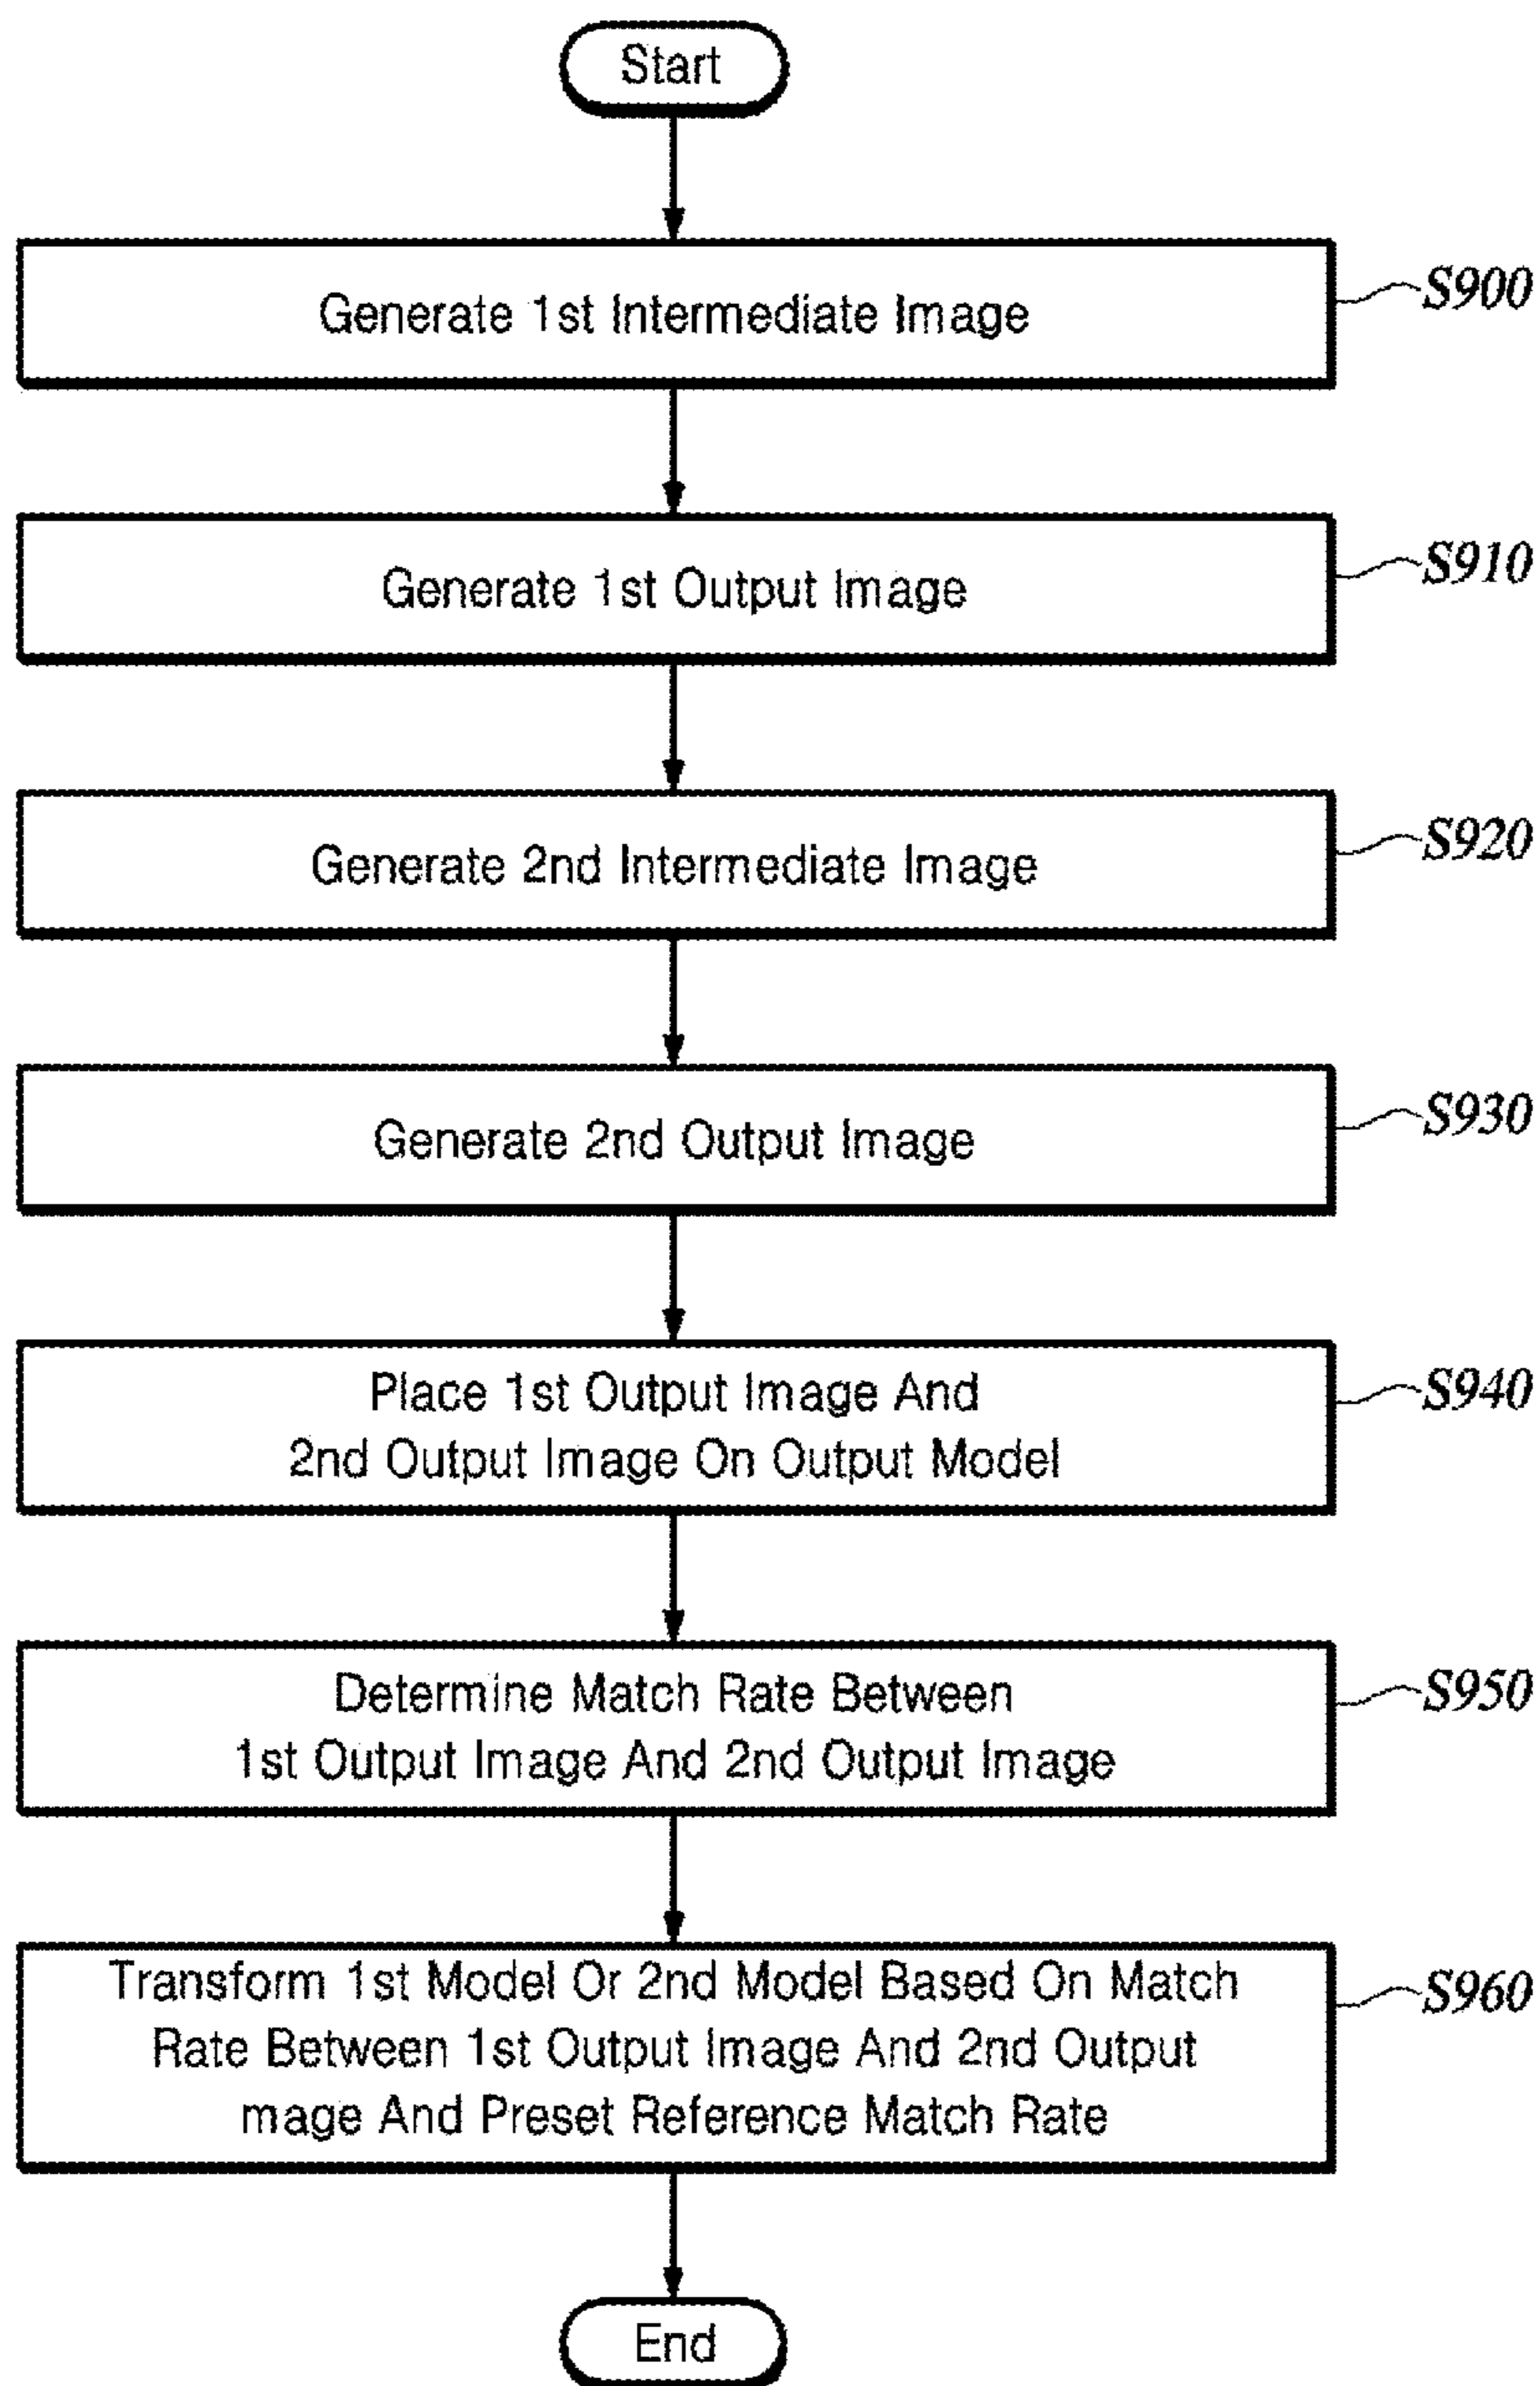 Start
Generate 1st Intermediate Image
S900
Generate 1st Output Image
S910
Generate 2nd Intermediate Image
S920
Generate 2nd Output Image
S930
Place 1st Output Image And
2nd Output Image On Output Model
S940
Determine Match Rate Between
1st Output Image And 2nd Output Image
S950
Transform 1st Model Or 2nd Model Based On Match
Rate Between 1st Output Image And 2nd Output
mage And Preset Reference Match Rate
S960
End